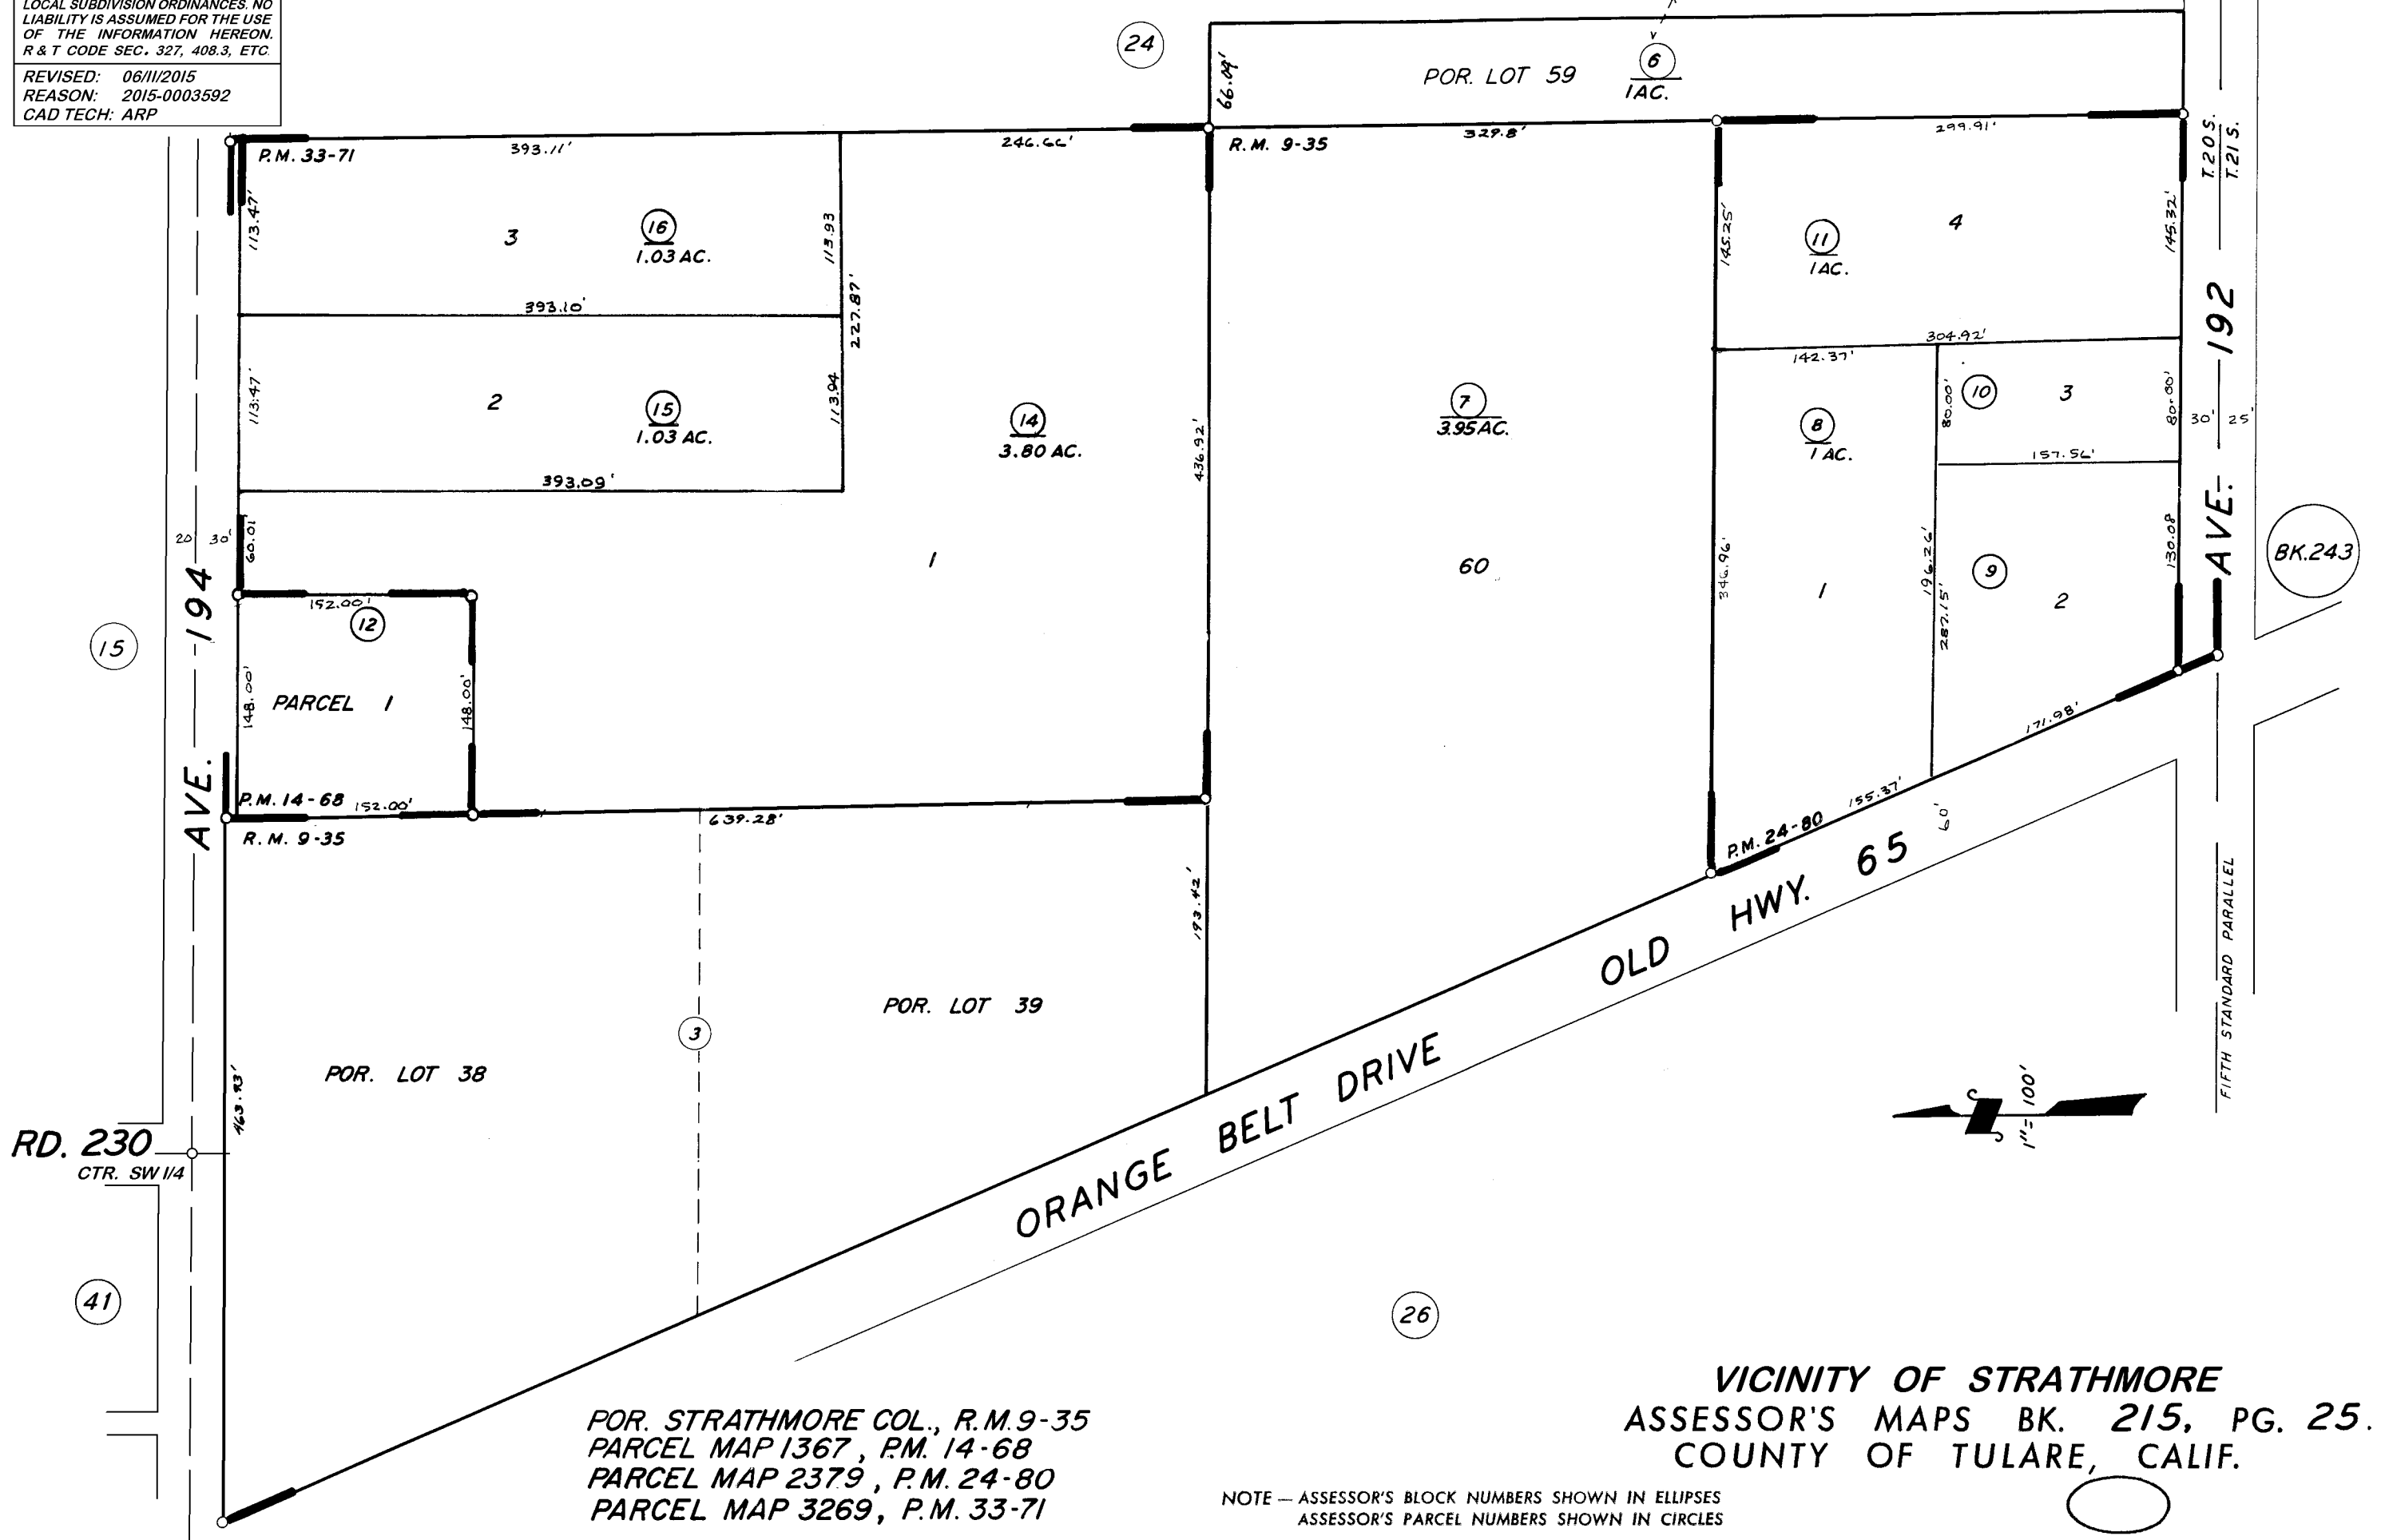 LOCAL SUBDIVISION ORDINANCES. NO
LIABILITY IS ASSUMED FOR THE USE
OF THE INFORMATION HEREON.
R & T CODE SEC. 327, 408.3, ETC.
REVISED: 06/11/2015
REASON: 2015-0003592
CAD TECH: ARP
24
66.09'
POR. LOT 59
6
1 AC.
P.M. 33-71
393.11'
246.66'
R.M. 9-35
329.8'
299.91'
T.20S.
T.21S.
113.47'
3
16
1.03 AC.
113.93
145.25'
11
1 AC.
4
145.32'
393.10'
227.87'
304.92'
142.37'
AVE. 192
113.47'
2
15
1.03 AC.
113.94
14
3.80 AC.
436.92'
7
3.95 AC.
8
1 AC.
80.00'
10
3
80.00'
30' 25'
157.56'
393.09'
20 30'
60.01'
1
60
346.96'
1
196.26'
287.15'
9
2
130.08
BK.243
15
AVE. 194
152.00'
12
148.00'
PARCEL 1
148.00'
171.98'
P.M. 14-68
152.00'
R.M. 9-35
639.28'
155.37'
P.M. 24-80
60'
193.42'
POR. LOT 39
3
POR. LOT 38
463.93'
ORANGE BELT DRIVE OLD HWY. 65
FIFTH STANDARD PARALLEL
1"= 100'
RD. 230
CTR. SW 1/4
41
26
POR. STRATHMORE COL., R.M.9-35
PARCEL MAP 1367, P.M. 14-68
PARCEL MAP 2379, P.M. 24-80
PARCEL MAP 3269, P.M. 33-71
VICINITY OF STRATHMORE
ASSESSOR'S MAPS BK. 215, PG. 25.
COUNTY OF TULARE, CALIF.
NOTE — ASSESSOR'S BLOCK NUMBERS SHOWN IN ELLIPSES
ASSESSOR'S PARCEL NUMBERS SHOWN IN CIRCLES